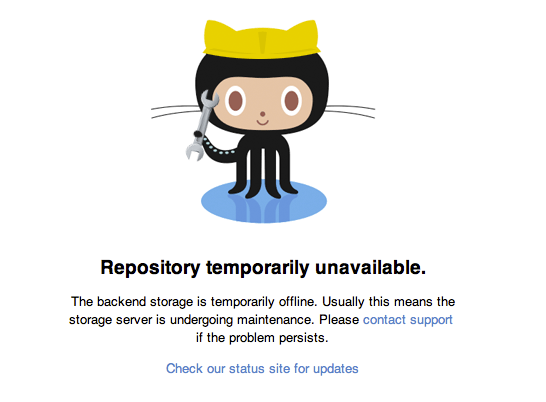 Repository temporarily unavailable.
The backend storage is temporarily offline. Usually this means the
storage server is undergoing maintenance. Please contact support
if the problem persists.
Check our status site for updates